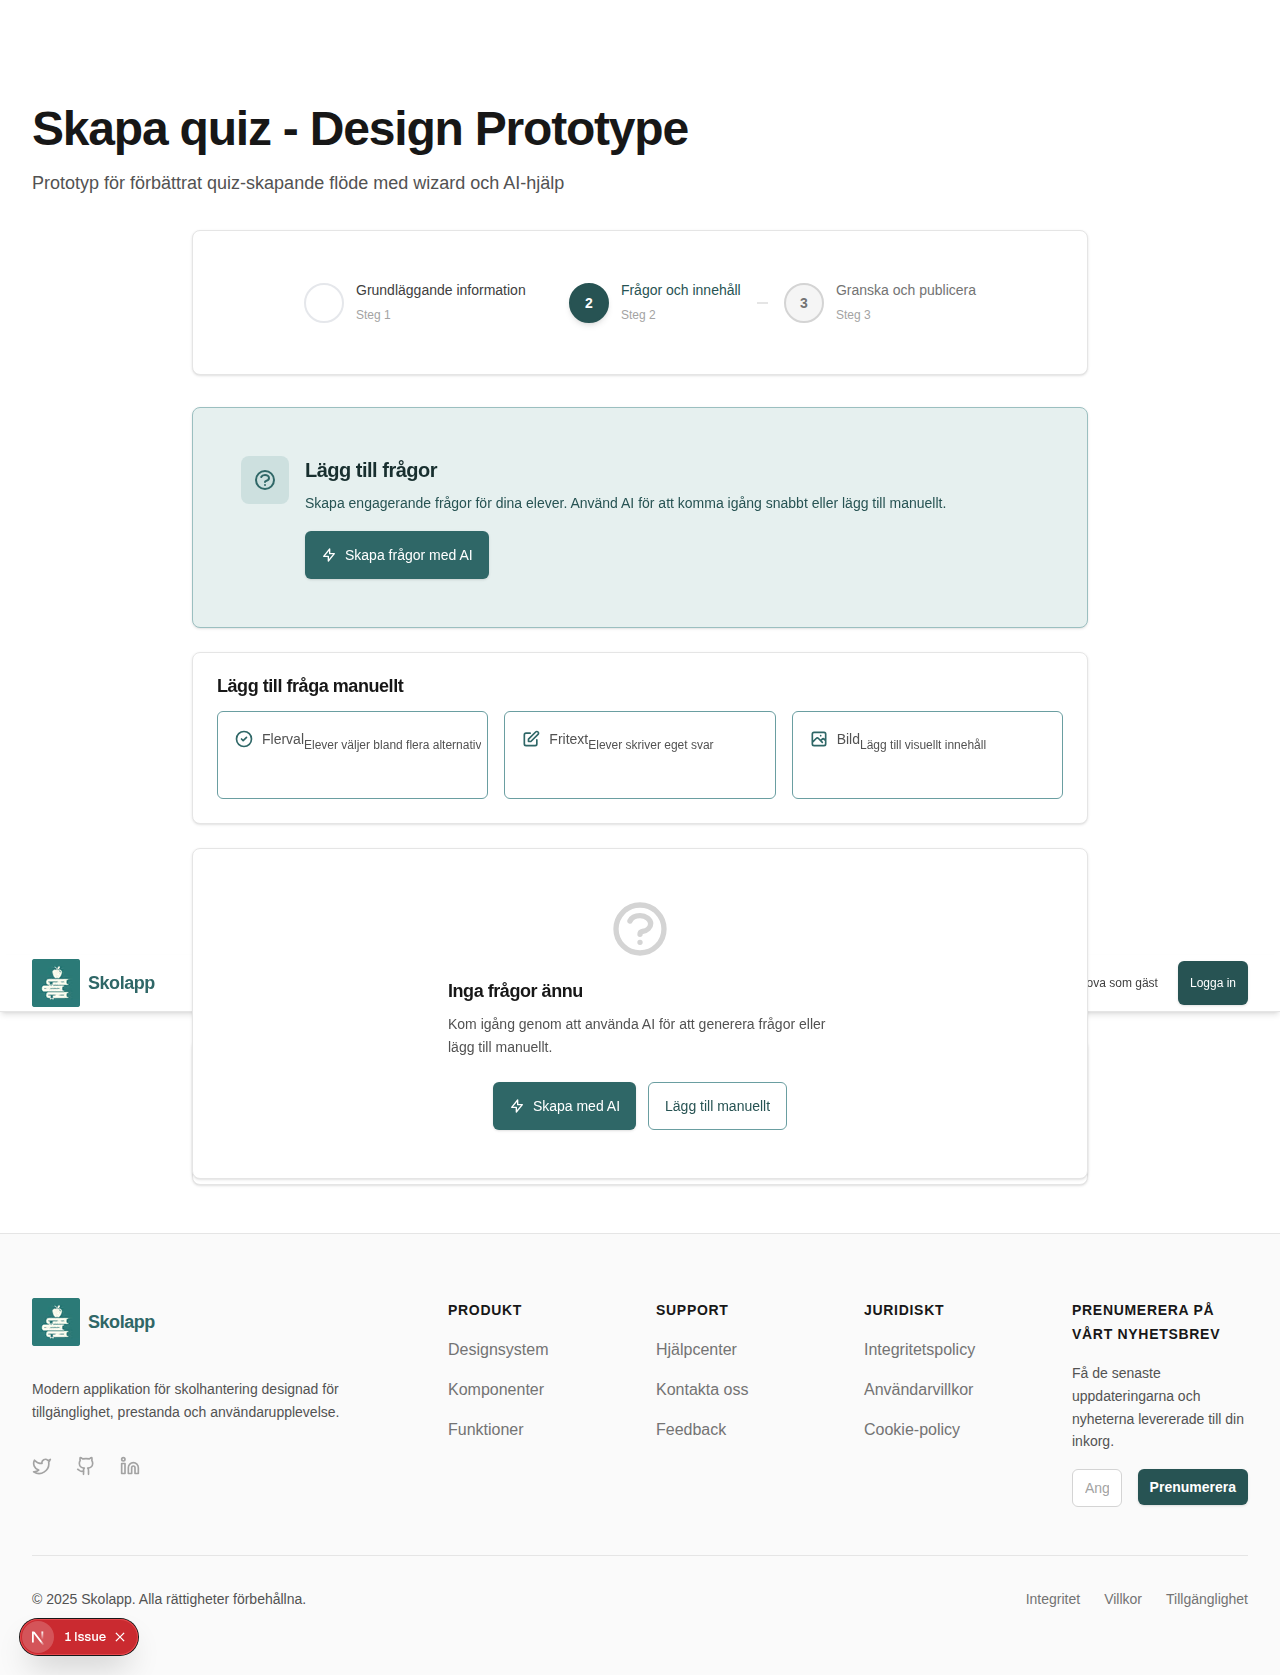 Skapa quiz - Design Prototype
Prototyp för förbättrat quiz-skapande flöde med wizard och AI-hjälp
Grundläggande information
Steg 1
2
Frågor och innehåll
Steg 2
3
Granska och publicera
Steg 3
Lägg till frågor
Skapa engagerande frågor för dina elever. Använd AI för att komma igång snabbt eller lägg till manuellt.
Skapa frågor med AI
Lägg till fråga manuellt
Flerval Elever väljer bland flera alternativ
Fritext Elever skriver eget svar
Bild Lägg till visuellt innehåll
Skolapp
som gäst
Logga in
Inga frågor ännu
Kom igång genom att använda AI för att generera frågor eller
lägg till manuellt.
Skapa med AI
Lägg till manuellt
Skolapp
Modern applikation för skolhantering designad för
tillgänglighet, prestanda och användarupplevelse.
PRODUKT
Designsystem
Komponenter
Funktioner
SUPPORT
Hjälpcenter
Kontakta oss
Feedback
JURIDISKT
Integritetspolicy
Användarvillkor
Cookie-policy
PRENUMERERA PÅ
VÅRT NYHETSBREV
Få de senaste
uppdateringarna och
nyheterna levererade till din
inkorg.
Ang
Prenumerera
© 2025 Skolapp. Alla rättigheter förbehållna.
Integritet
Villkor
Tillgänglighet
N
1 Issue